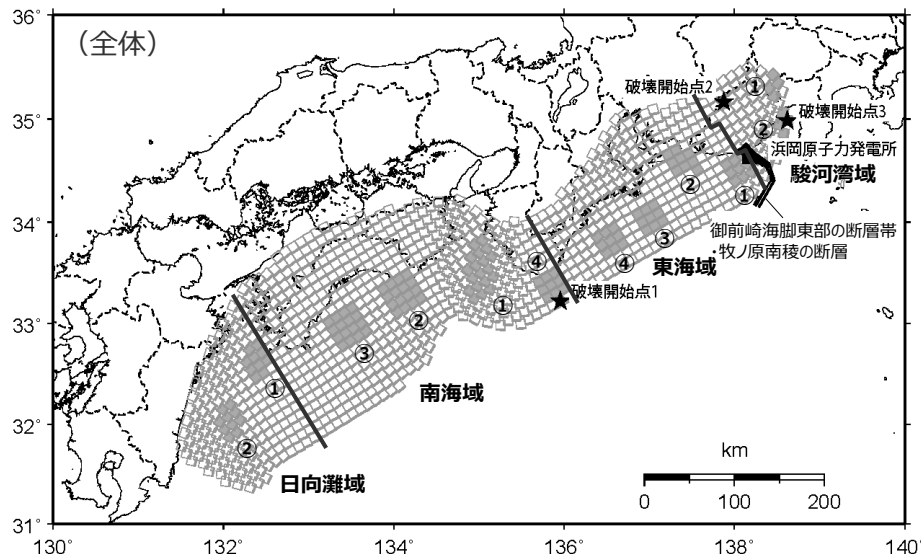 36°
35°
34°
33°
32°
31°
（全体）
破壊開始点2
①
破壊開始点3
②
浜岡原子力発電所
駿河湾域
②
①
御前崎海脚東部の断層帯
・牧ノ原南稜の断層
③
④
東海域
④
破壊開始点1
①
②
③
南海域
①
②
日向灘域
km
0 100 200
130° 132° 134° 136° 138° 140°